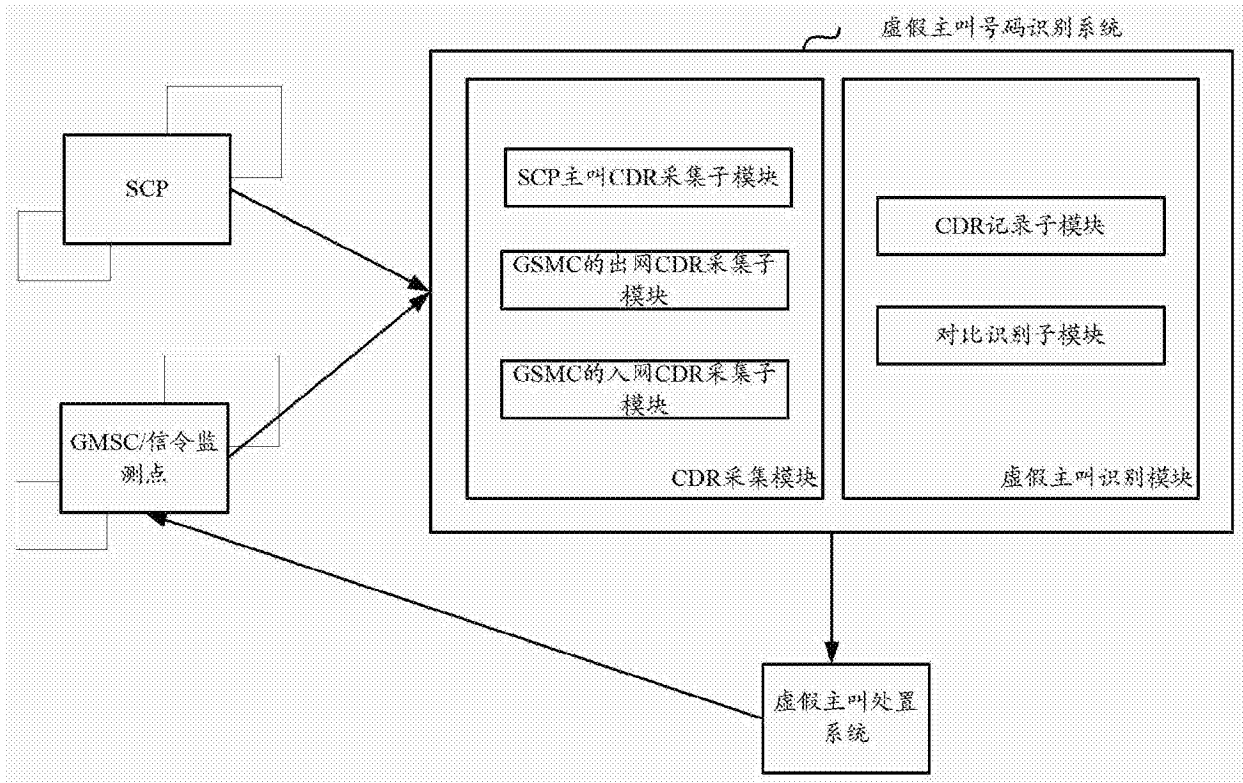 虚假主叫号码识别系统
SCP
SCP主叫CDR采集子模块
GSMC的出网CDR采集子
模块
GSMC的入网CDR采集子
模块
CDR采集模块
CDR记录子模块
对比识别子模块
虚假主叫识别模块
GMSC/信令监
测点
虚假主叫处置
系统